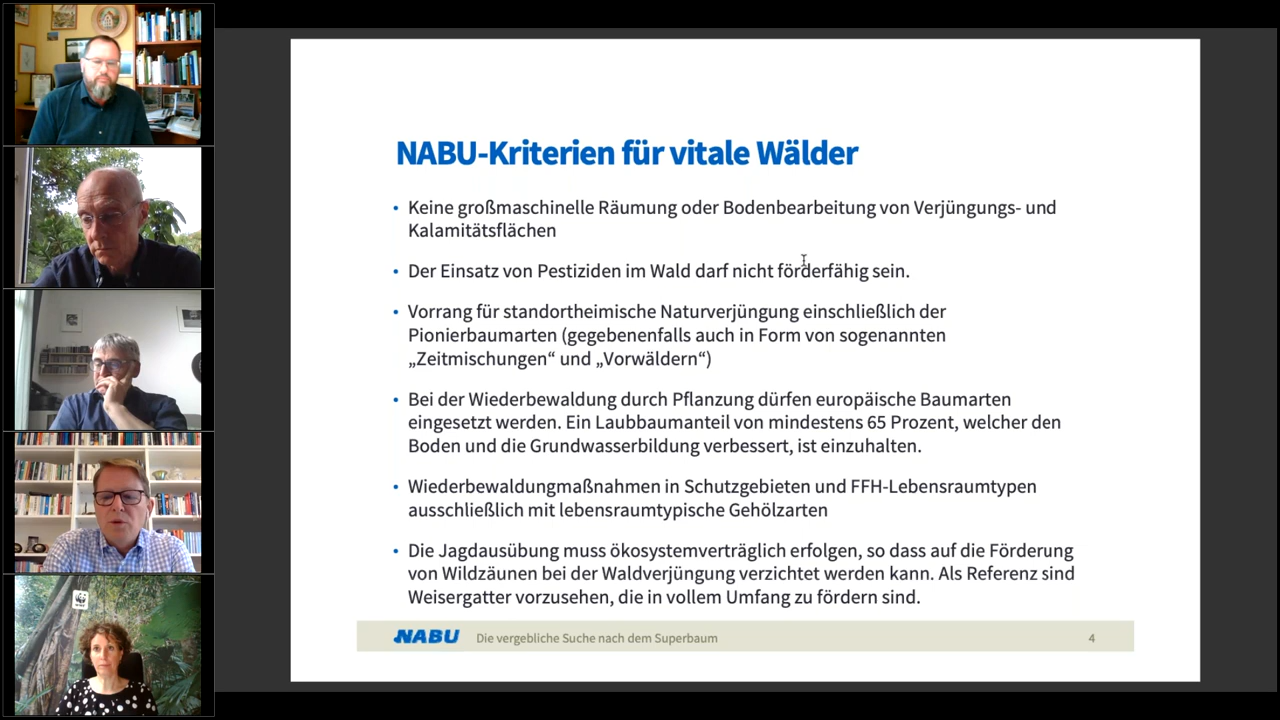 NABU-Kriterien für vitale Wälder
• Keine großmaschinelle Räumung oder Bodenbearbeitung von Verjüngungs- und
Kalamitätsflächen
• Der Einsatz von Pestiziden im Wald darf nicht förderfähig sein.
• Vorrang für standortheimische Naturverjüngung einschließlich der
Pionierbaumarten (gegebenenfalls auch in Form von sogenannten
„Zeitmischungen“ und „Vorwäldern“)
• Bei der Wiederbewaldung durch Pflanzung dürfen europäische Baumarten
eingesetzt werden. Ein Laubbaumanteil von mindestens 65 Prozent, welcher den
Boden und die Grundwasserbildung verbessert, ist einzuhalten.
• Wiederbewaldungmaßnahmen in Schutzgebieten und FFH-Lebensraumtypen
ausschließlich mit lebensraumtypische Gehölzarten
• Die Jagdausübung muss ökosystemverträglich erfolgen, so dass auf die Förderung
von Wildzäunen bei der Waldverjüngung verzichtet werden kann. Als Referenz sind
Weisergatter vorzusehen, die in vollem Umfang zu fördern sind.
NABU Die vergebliche Suche nach dem Superbaum 4